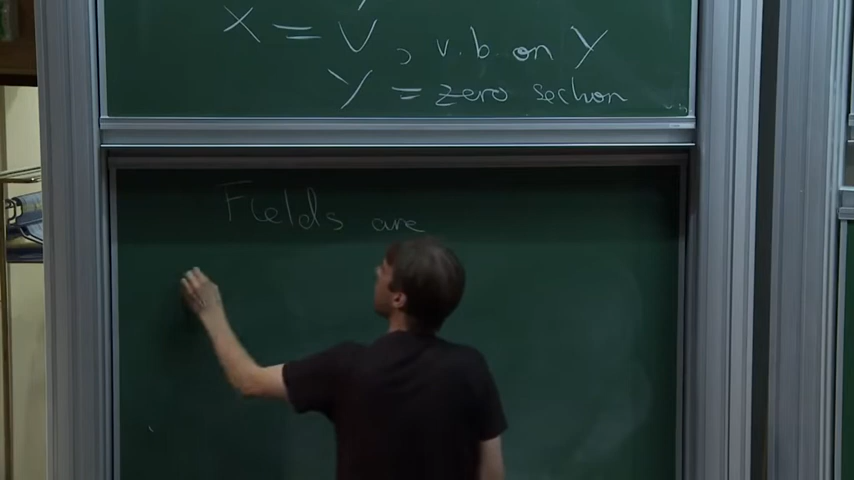 X = V , v.b on Y
Y = zero section
Fields are